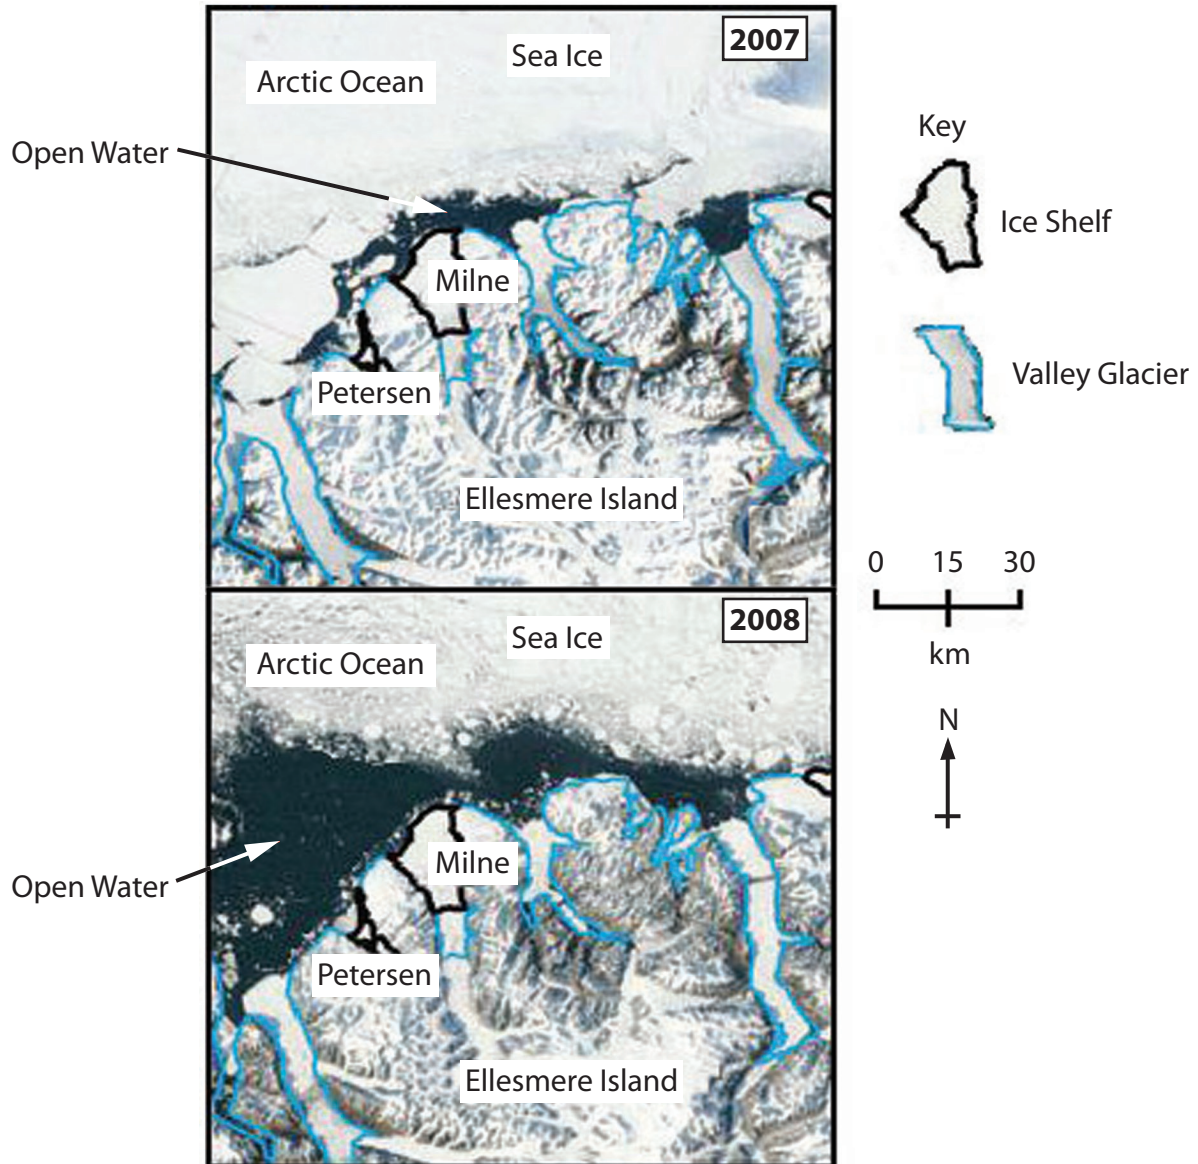 2007
Sea Ice
Arctic Ocean
Open Water
Milne
Petersen
Ellesmere Island
Key
Ice Shelf
Valley Glacier
0 15 30
km
N
2008
Sea Ice
Arctic Ocean
Open Water
Milne
Petersen
Ellesmere Island